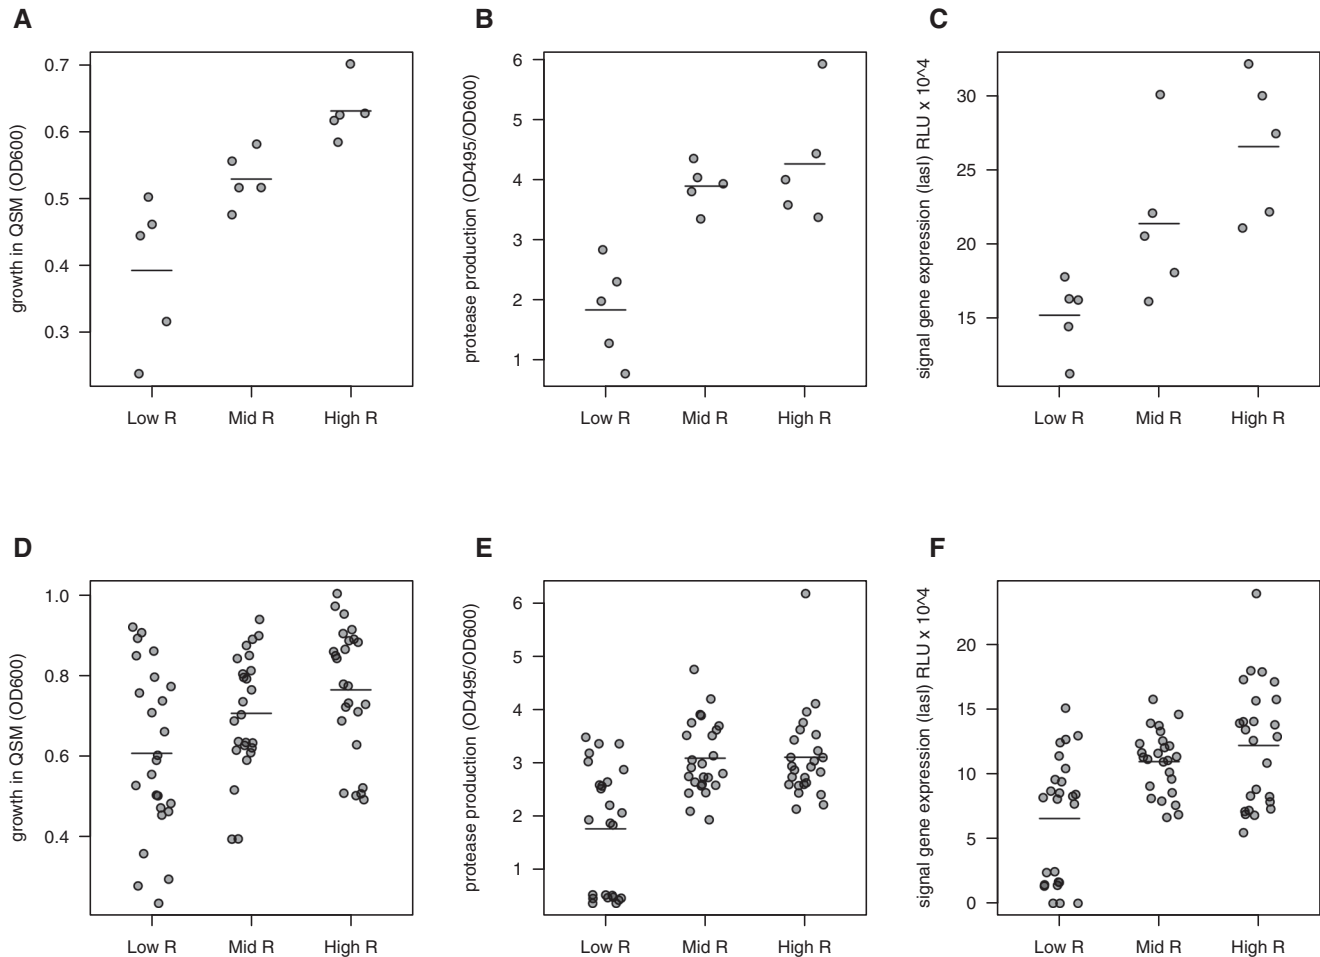 A
growth in QSM (OD600)
0.7
0.6
0.5
0.4
0.3
Low R Mid R High R
B
protease production (OD495/OD600)
6
5
4
3
2
1
Low R Mid R High R
C
signal gene expression (lasI) RLU x 10^4
30
25
20
15
Low R Mid R High R
D
growth in QSM (OD600)
1.0
0.8
0.6
0.4
Low R Mid R High R
E
protease production (OD495/OD600)
6
5
4
3
2
1
Low R Mid R High R
F
signal gene expression (lasI) RLU x 10^4
20
15
10
5
0
Low R Mid R High R